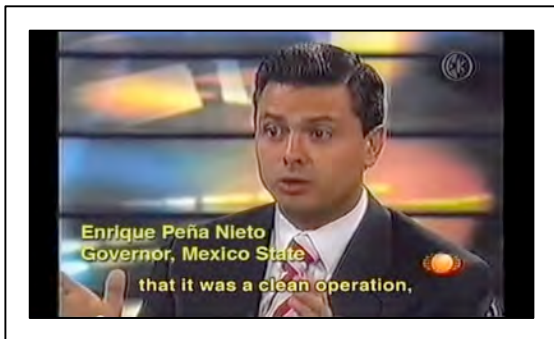 Enrique Peña Nieto
Governor, Mexico State
that it was a clean operation,